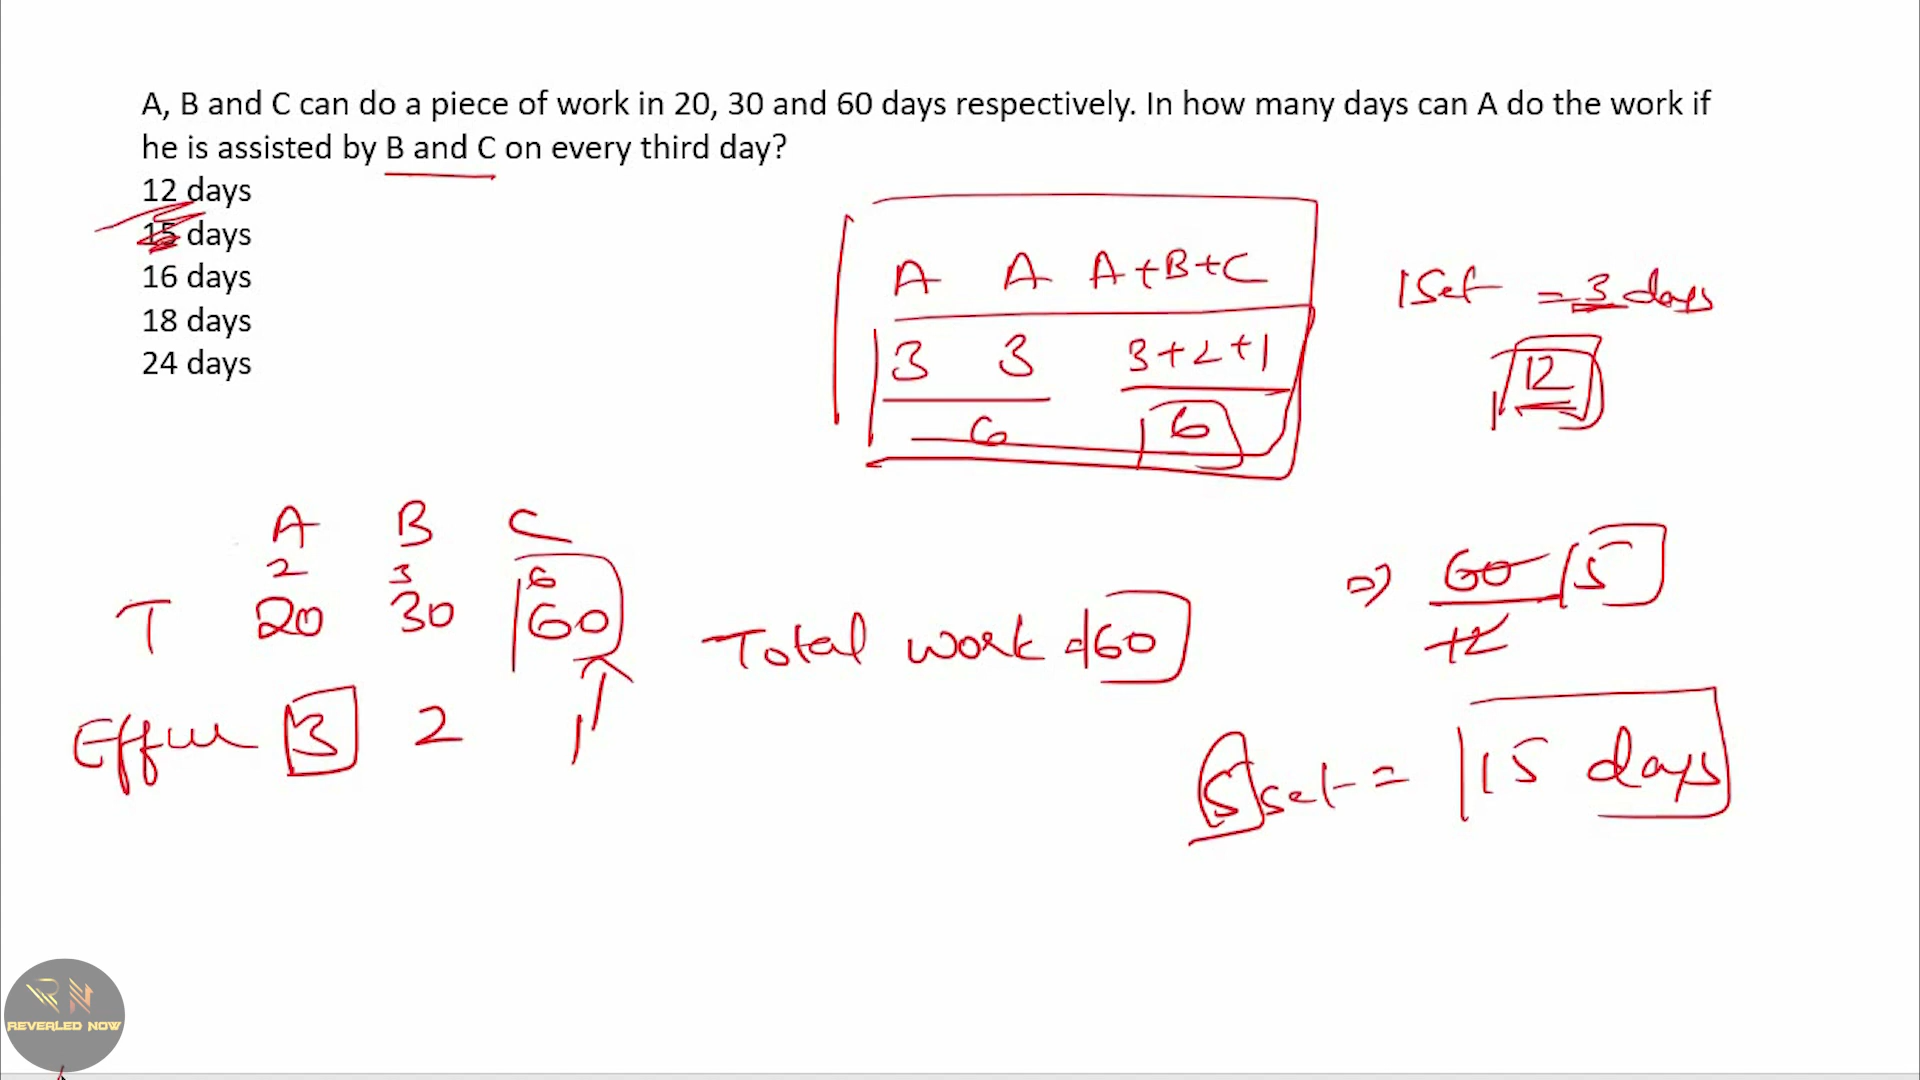 A, B and C can do a piece of work in 20, 30 and 60 days respectively. In how many days can A do the work if
he is assisted by B and C on every third day?
12 days
15 days
16 days
18 days
24 days
A A A+B+C
3 3 3+2+1
6 6
1 Set = 3 days
12
A B C
2 3 6
T 20 30 60
3 2 1
Total work = 60
⇒ 60 5
12
5 set = 15 days
REVERLED NOW